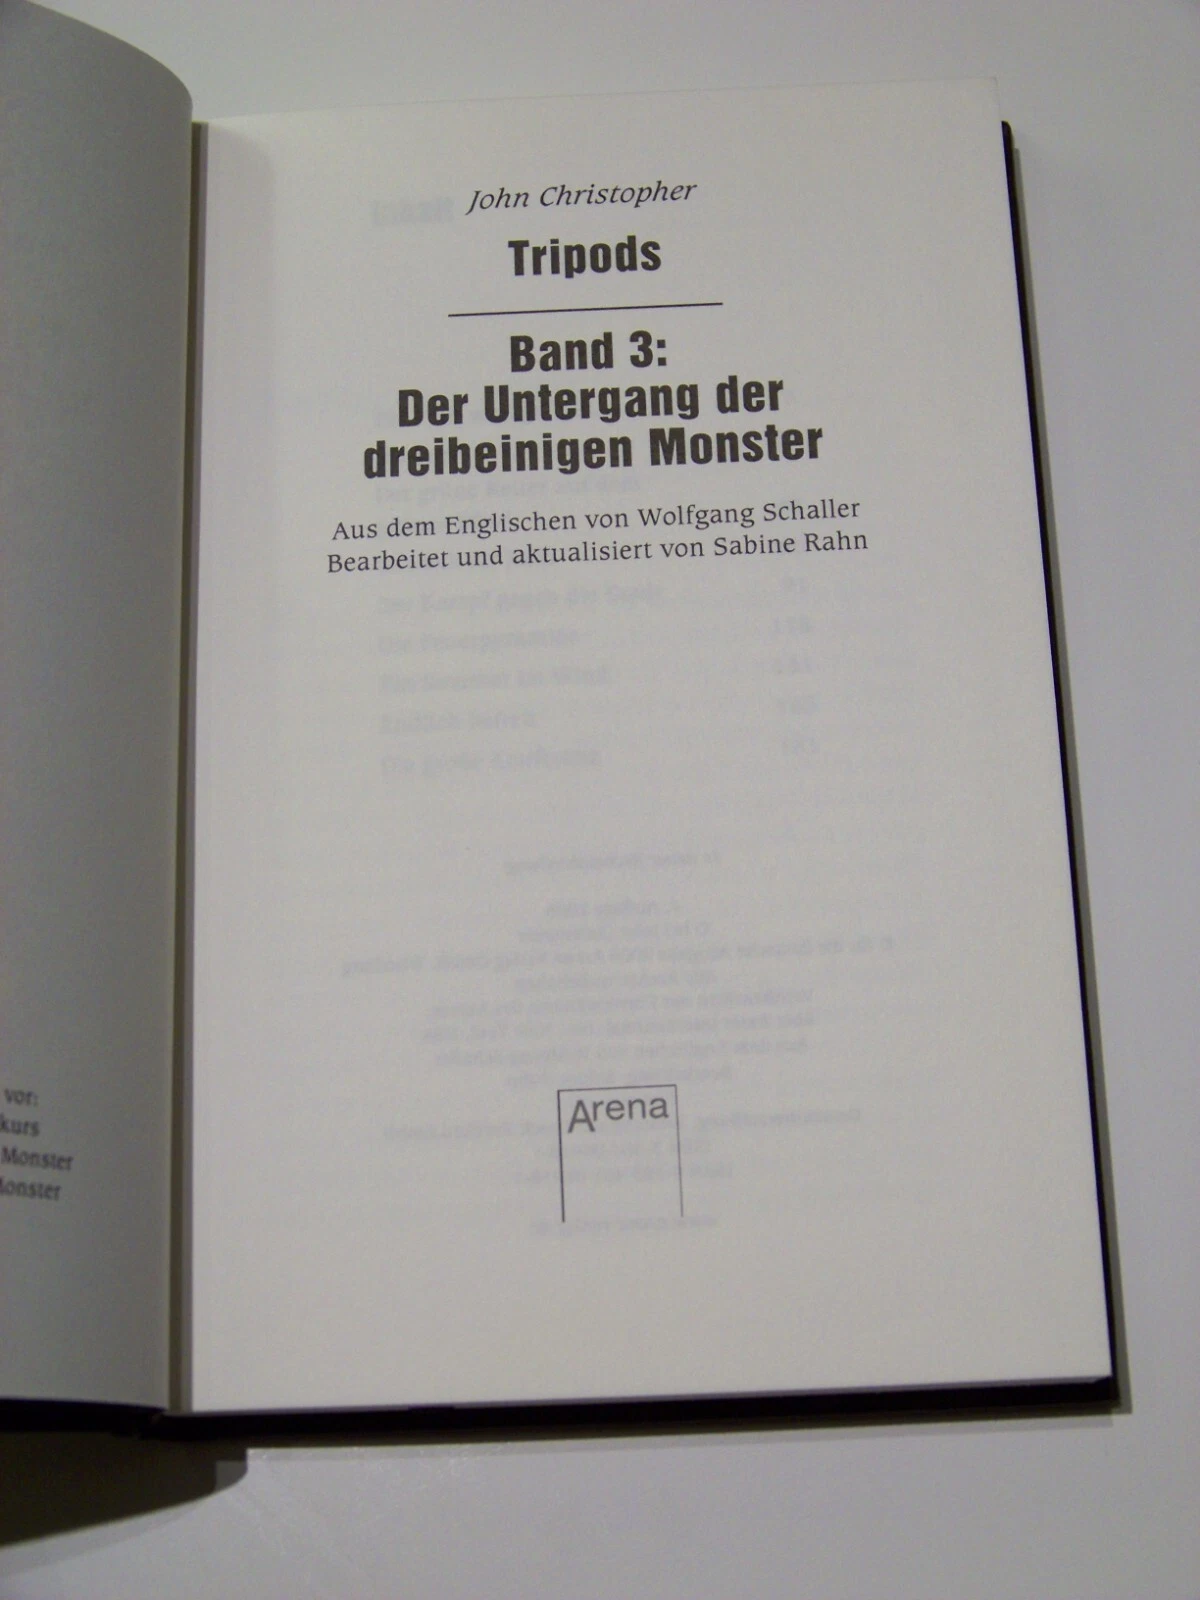 vor:
kurs
Monster
Monster
John Christopher
Tripods
Band 3:
Der Untergang der
dreibeinigen Monster
Aus dem Englischen von Wolfgang Schaller
Bearbeitet und aktualisiert von Sabine Rahn
Arena